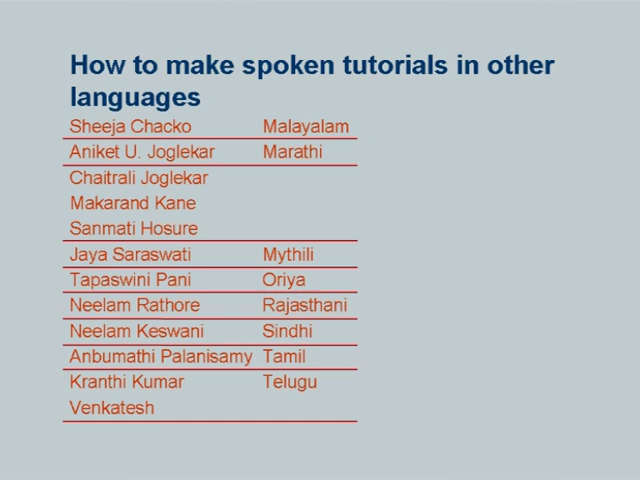 How to make spoken tutorials in other
languages
Sheeja Chacko Malayalam
Aniket U. Joglekar Marathi
Chaitrali Joglekar
Makarand Kane
Sanmati Hosure
Jaya Saraswati Mythili
Tapaswini Pani Oriya
Neelam Rathore Rajasthani
Neelam Keswani Sindhi
Anbumathi Palanisamy Tamil
Kranthi Kumar Telugu
Venkatesh